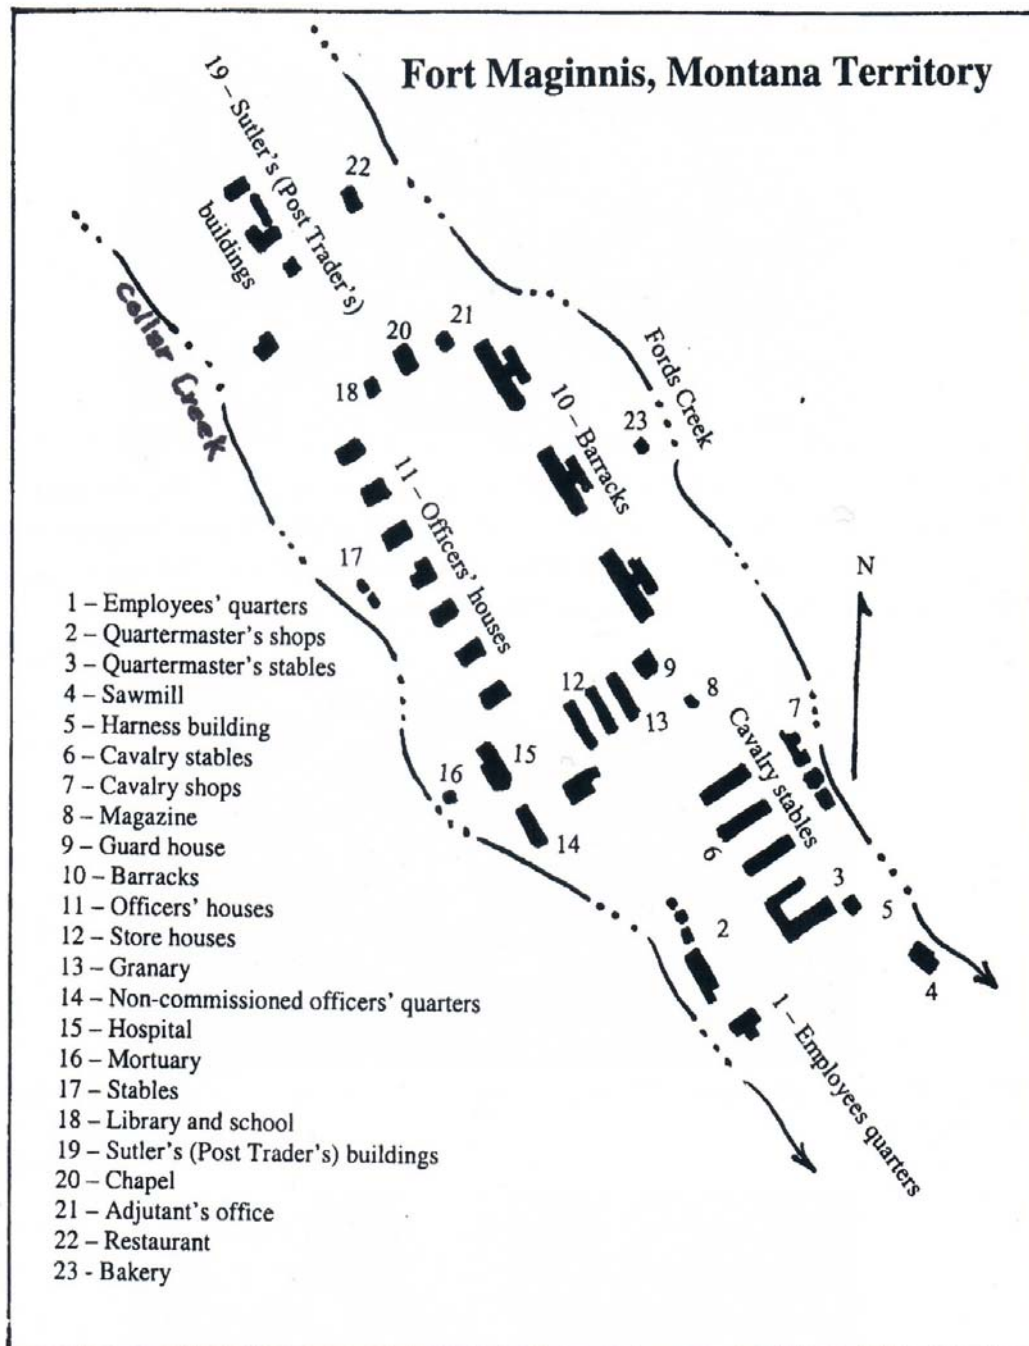 Fort Maginnis, Montana Territory
19 – Sutler's (Post Trader's)
buildings
22
Collar Creek
21
20
18
Fords Creek
10 – Barracks
23
11 – Officers' houses
17
N
9
8
12
13
7
Cavalry stables
15
16
14
6
3
5
2
4
1 – Employees quarters
1 – Employees' quarters
2 – Quartermaster's shops
3 – Quartermaster's stables
4 – Sawmill
5 – Harness building
6 – Cavalry stables
7 – Cavalry shops
8 – Magazine
9 – Guard house
10 – Barracks
11 – Officers' houses
12 – Store houses
13 – Granary
14 – Non-commissioned officers' quarters
15 – Hospital
16 – Mortuary
17 – Stables
18 – Library and school
19 – Sutler's (Post Trader's) buildings
20 – Chapel
21 – Adjutant's office
22 – Restaurant
23 - Bakery